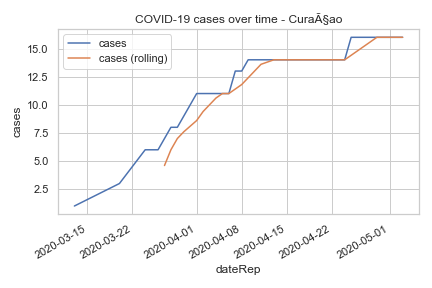 COVID-19 cases over time - CuraÃ§ao
cases
cases (rolling)
15.0
12.5
10.0
7.5
5.0
2.5
cases
2020-03-15
2020-03-22
2020-04-01
2020-04-08
2020-04-15
2020-04-22
2020-05-01
dateRep